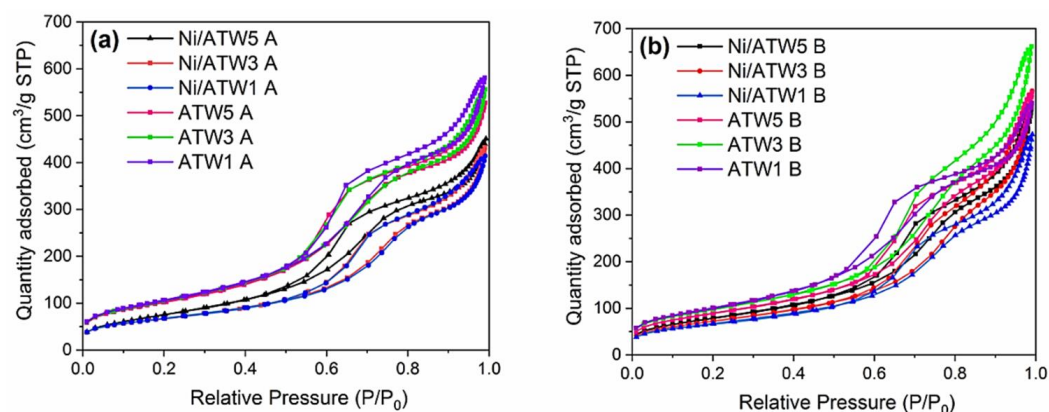 (a)
Quantity adsorbed (cm³/g STP)
700
600
500
400
300
200
100
0
Ni/ATW5 A
Ni/ATW3 A
Ni/ATW1 A
ATW5 A
ATW3 A
ATW1 A
0.0 0.2 0.4 0.6 0.8 1.0
Relative Pressure (P/P₀)
(b)
Quantity adsorbed (cm³/g STP)
700
600
500
400
300
200
100
0
Ni/ATW5 B
Ni/ATW3 B
Ni/ATW1 B
ATW5 B
ATW3 B
ATW1 B
0.0 0.2 0.4 0.6 0.8 1.0
Relative Pressure (P/P₀)